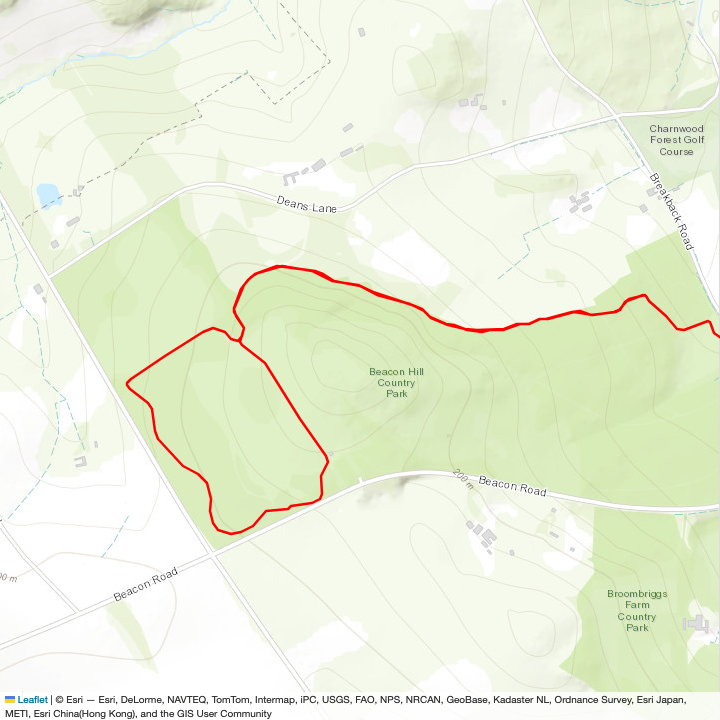 Charnwood
Forest Golf
Course
Breakback Road
Deans Lane
Beacon Hill
Country
Park
200 m
Beacon Road
00 m
Beacon Road
Broombriggs
Farm
Country
Park
Leaflet | © Esri — Esri, DeLorme, NAVTEQ, TomTom, Intermap, iPC, USGS, FAO, NPS, NRCAN, GeoBase, Kadaster NL, Ordnance Survey, Esri Japan,
METI, Esri China(Hong Kong), and the GIS User Community